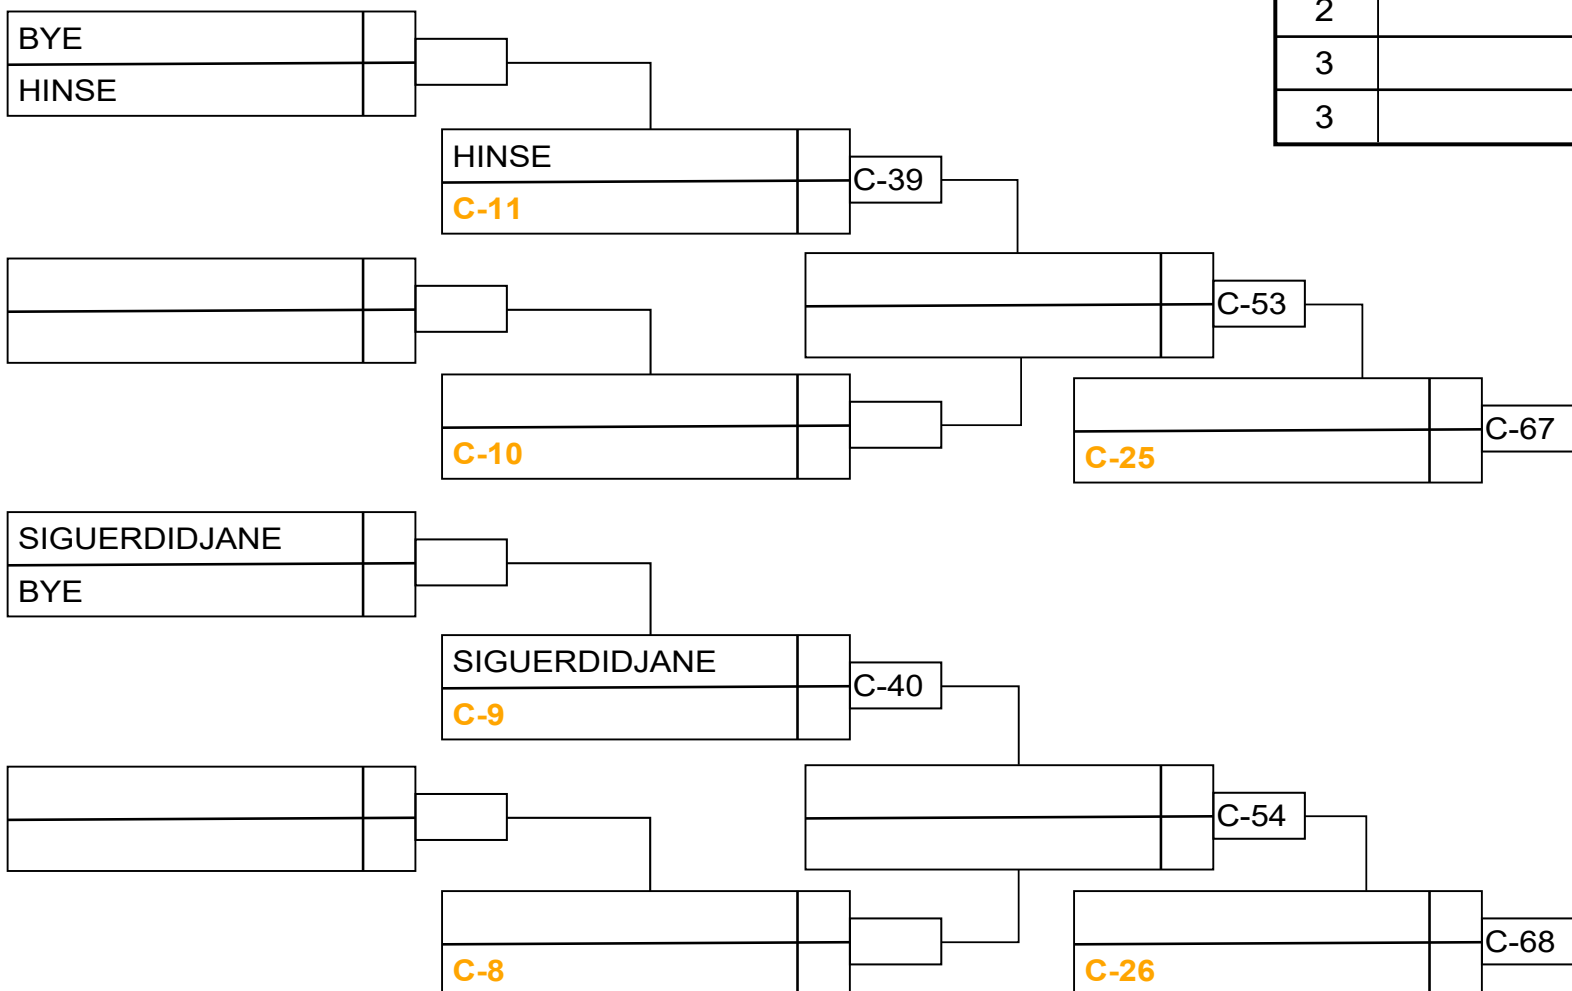 2
BYE
HINSE
3
3
HINSE
C-11
C-39
C-53
C-10
C-25
C-67
SIGUERDIDJANE
BYE
SIGUERDIDJANE
C-9
C-40
C-54
C-8
C-26
C-68